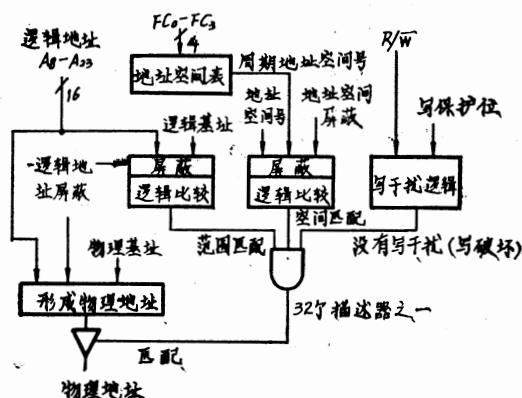 FC₀-FC₃
4
逻辑地址
A8-A23
16
地址空间表
周期地址空间号
R/W̅
逻辑基址
地址
空间号
地址空间
屏蔽
写保护位
逻辑地
址屏蔽
屏蔽
逻辑比较
屏蔽
逻辑比较
写干扰逻辑
空间匹配
范围匹配
没有写干扰(写破坏)
物理基址
形成物理地址
32个描述器之一
匹配
物理地址